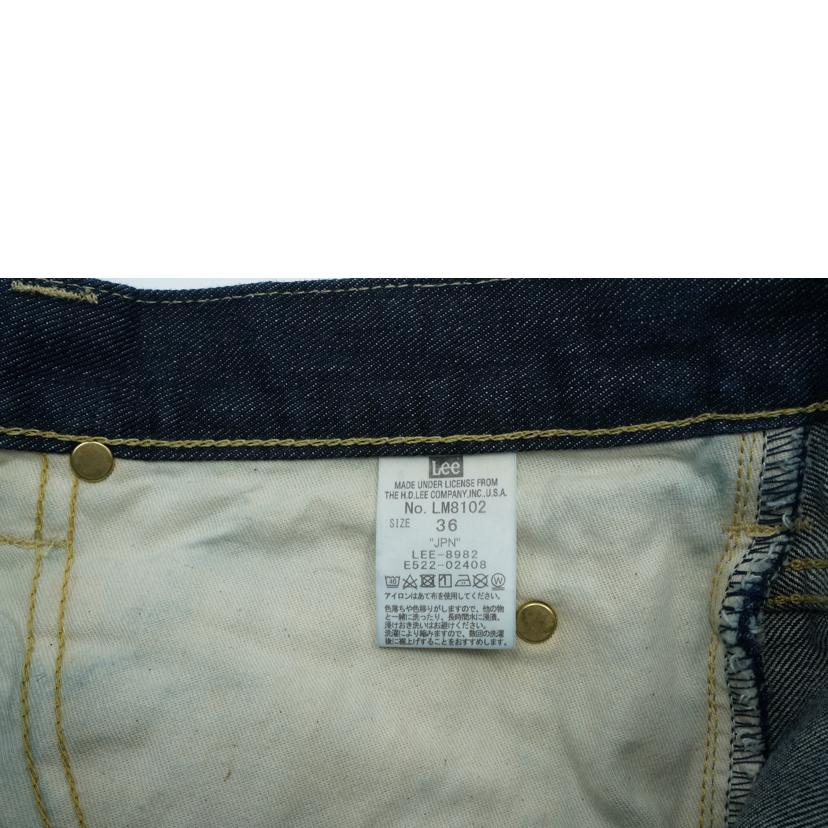 Lee
MADE UNDER LICENSE FROM
THE H.D.LEE COMPANY,INC.,U.S.A.
No. LM8102
SIZE 36
"JPN"
LEE-8982
E522-02408
アイロンはあて布を使用してください。
色落ちや色移りがしますので、他の物
と一緒に洗ったり、長時間水に浸漬、
浸けおき洗いはお避けください。
洗濯により縮みますので、数回の洗濯
後に裾上げすることをおすすめします。